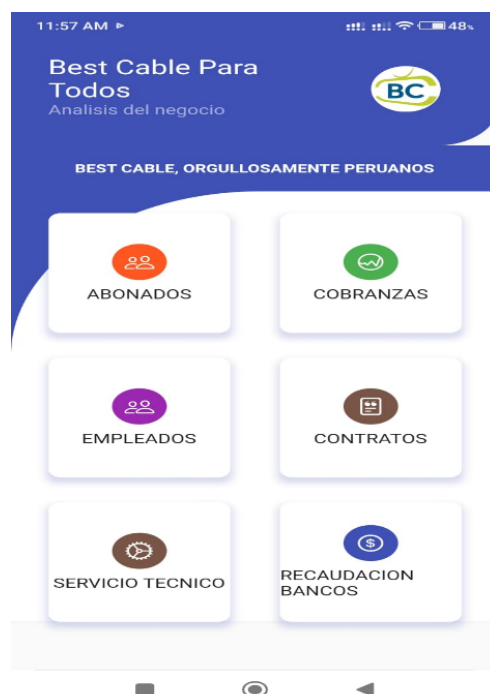 11:57 AM
48%
Best Cable Para
Todos
Analisis del negocio
BC
BEST CABLE, ORGULLOSAMENTE PERUANOS
ABONADOS
COBRANZAS
EMPLEADOS
CONTRATOS
SERVICIO TECNICO
RECAUDACION
BANCOS